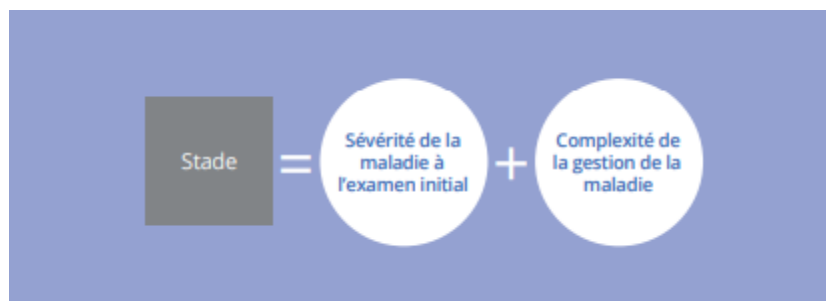 Stade
=
Sévérité de la
maladie à
l'examen initial
+
Complexité de
la gestion de la
maladie